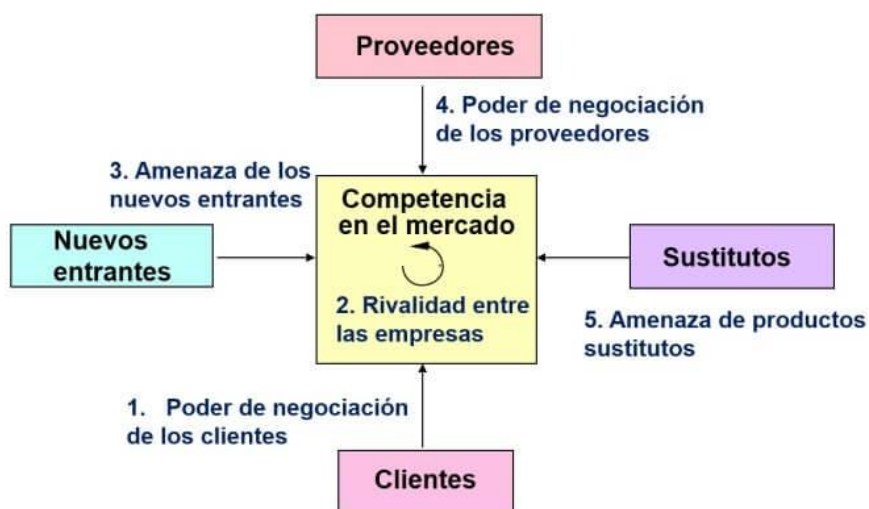 Proveedores
4. Poder de negociación
de los proveedores
3. Amenaza de los
nuevos entrantes
Competencia
en el mercado
Nuevos
entrantes
Sustitutos
2. Rivalidad entre
las empresas
5. Amenaza de productos
sustitutos
1. Poder de negociación
de los clientes
Clientes